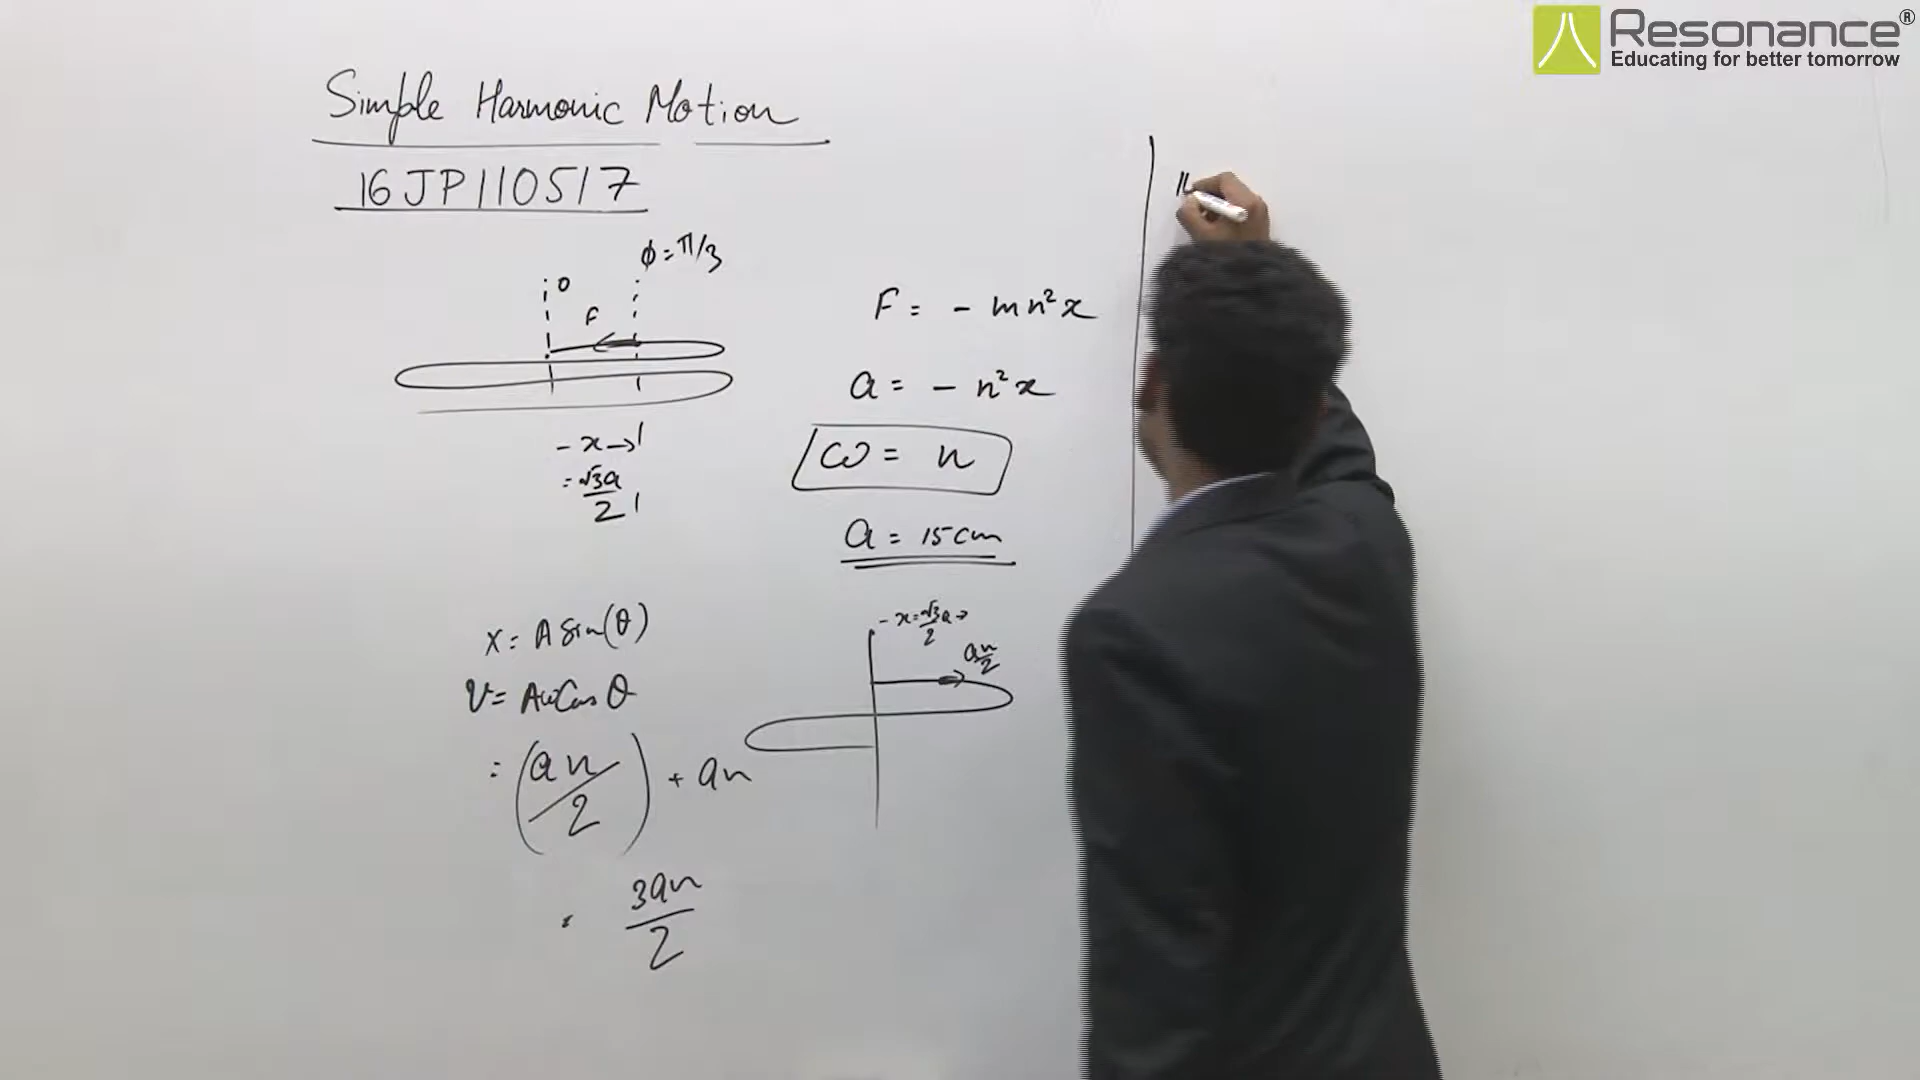 Resonance®
Educating for better tomorrow
Simple Harmonic Motion
16JP110517
ϕ = π/3
0
F
- x →
= √3a/2
F = - mn²x
a = - n²x
ω = n
a = 15cm
x = A Sin(θ)
v = Aω Cos θ
= (an/2) + an
= 3an/2
- x = √3a/2 →
an/2